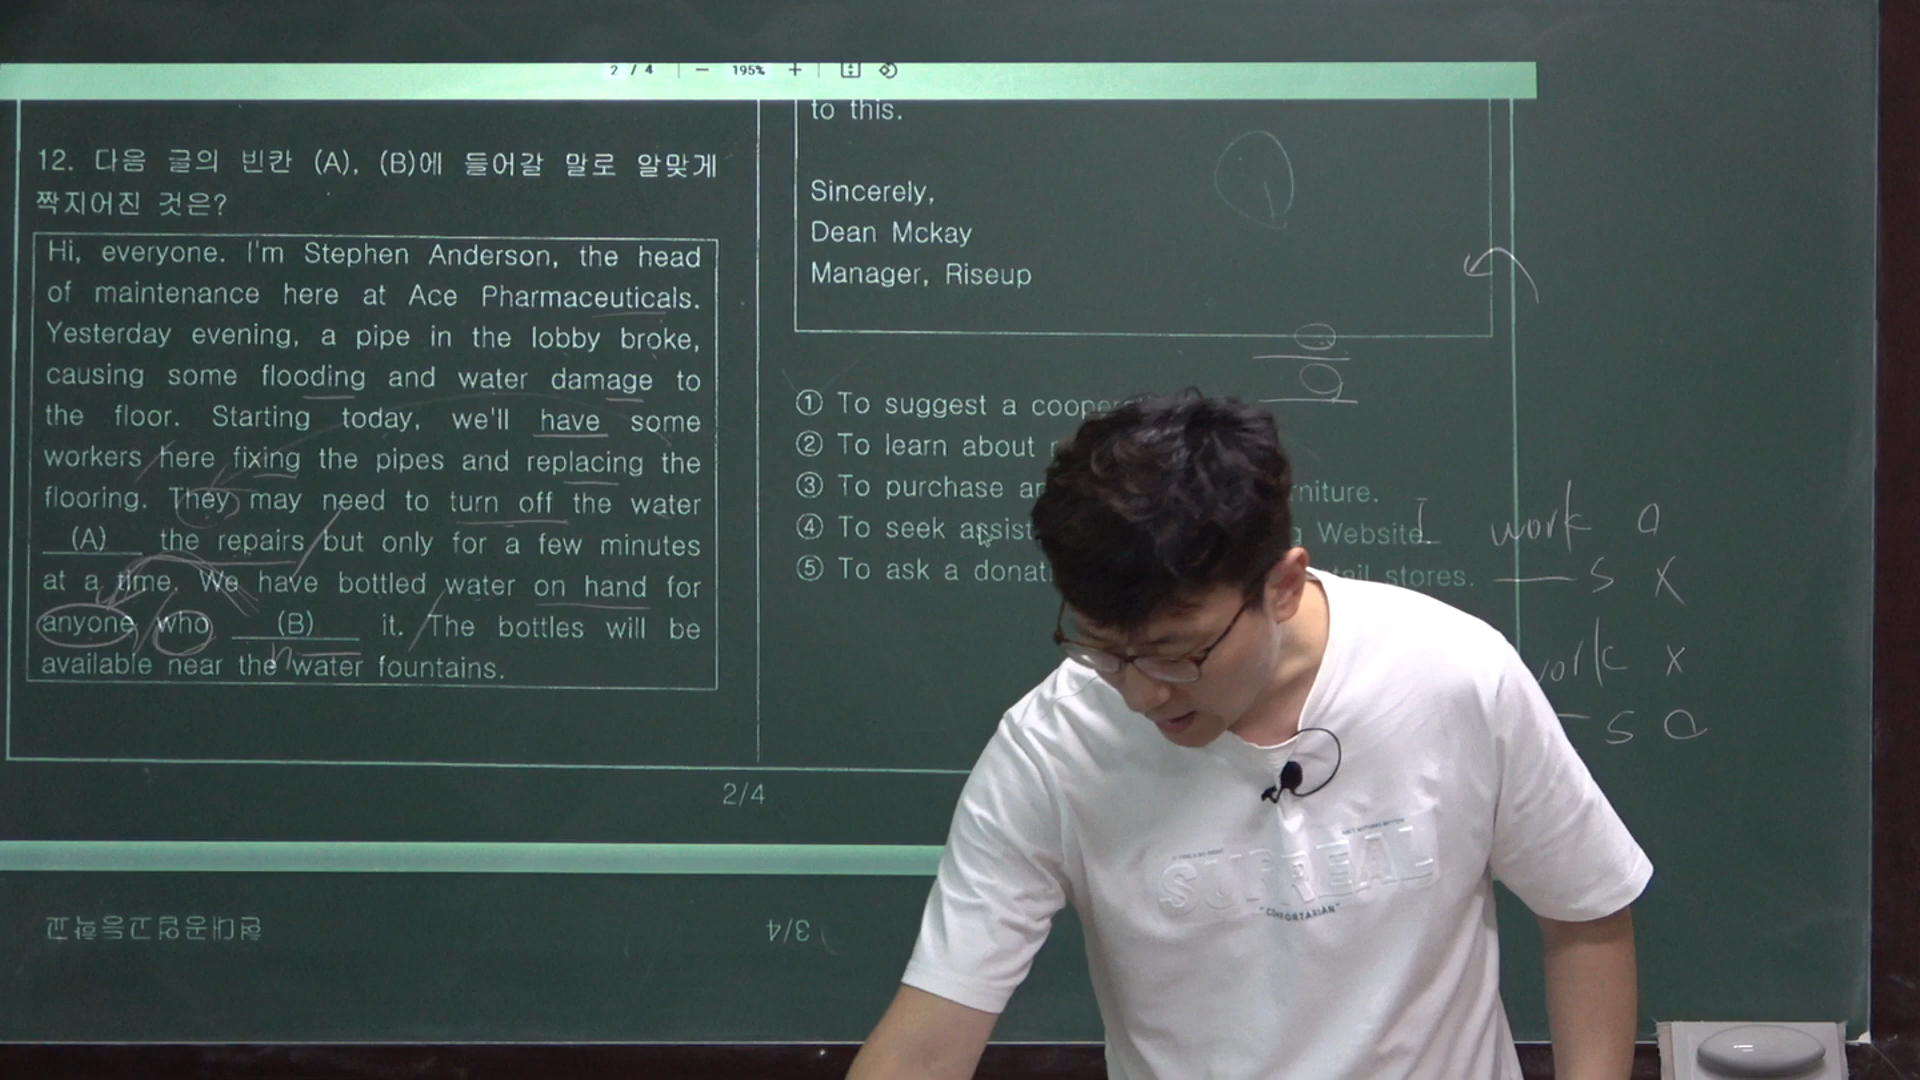 2 / 4 − 195% +
12. 다음 글의 빈칸 (A), (B)에 들어갈 말로 알맞게
짝지어진 것은?
Hi, everyone. I'm Stephen Anderson, the head
of maintenance here at Ace Pharmaceuticals.
Yesterday evening, a pipe in the lobby broke,
causing some flooding and water damage to
the floor. Starting today, we'll have some
workers here fixing the pipes and replacing the
flooring. They may need to turn off the water
(A) the repairs but only for a few minutes
at a time. We have bottled water on hand for
anyone who (B) it. The bottles will be
available near the water fountains.
to this.
Sincerely,
Dean Mckay
Manager, Riseup
① To suggest a
② To learn about
③ To purchase niture.
④ To seek Website
⑤ To ask a stores.
2/4
3/4
I work
s X
work x
s
SURREAL
"COMFORTARIAN"